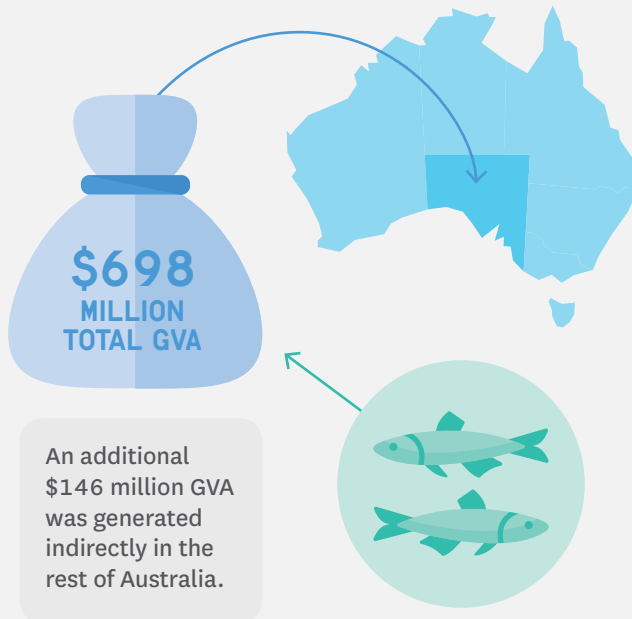 $698
MILLION
TOTAL GVA
An additional
$146 million GVA
was generated
indirectly in the
rest of Australia.